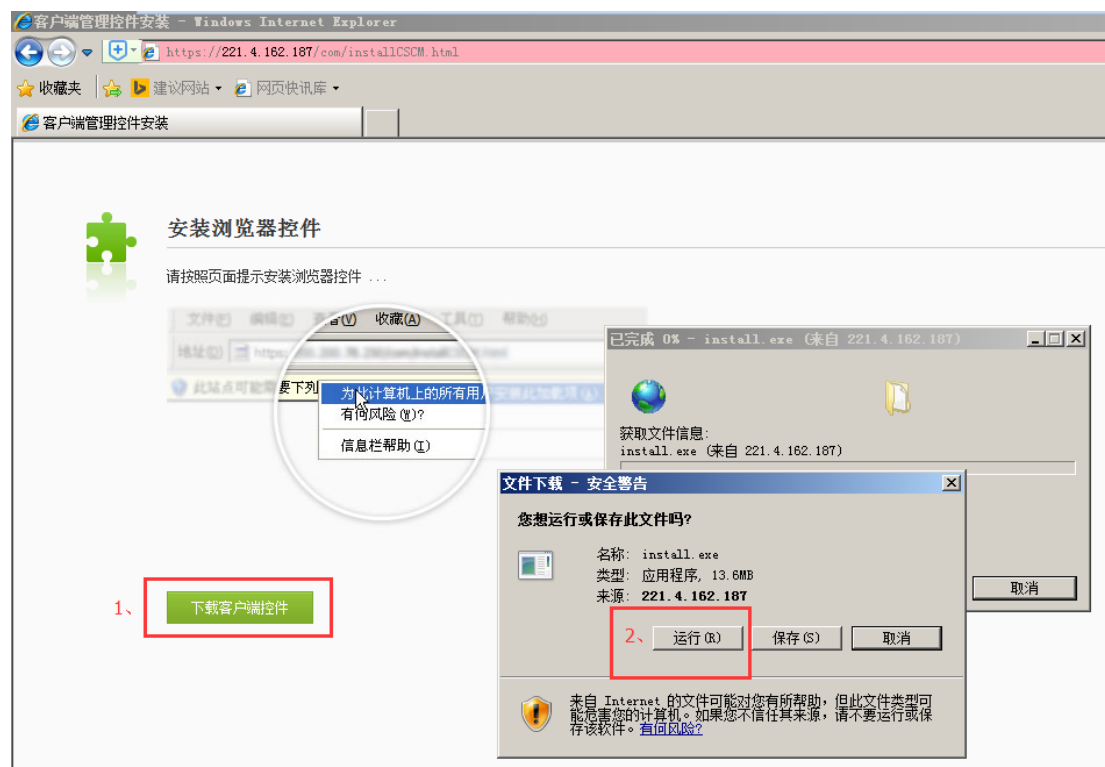 客户端管理控件安装 - Windows Internet Explorer
https://221.4.162.187/com/installCSCM.html
收藏夹 建议网站 网页快讯库
客户端管理控件安装
安装浏览器控件
请按照页面提示安装浏览器控件 ...
文件(F) 编辑(E) 查看(V) 收藏(A) 工具(T) 帮助(H)
地址(D) https:
此站点可能需要下列
为此计算机上的所有用户安装此加载项(A)
有何风险(W)?
信息栏帮助(I)
已完成 0% - install.exe (来自 221.4.162.187)
获取文件信息:
install.exe (来自 221.4.162.187)
取消
文件下载 - 安全警告
您想运行或保存此文件吗?
名称: install.exe
类型: 应用程序, 13.6MB
来源: 221.4.162.187
2、 运行(R) 保存(S) 取消
来自 Internet 的文件可能对您有所帮助，但此文件类型可
能危害您的计算机。如果您不信任其来源，请不要运行或保
存该软件。有何风险?
1、 下载客户端控件